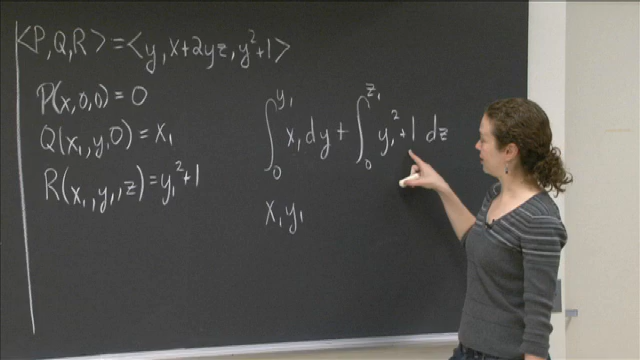 <P,Q,R> = <y, x+2yz, y²+1>
P(x,0,0) = 0
Q(x₁,y,0) = x₁
R(x₁,y₁,z) = y₁²+1
∫₀^y₁ x₁ dy + ∫₀^z₁ y₁²+1 dz
x₁y₁